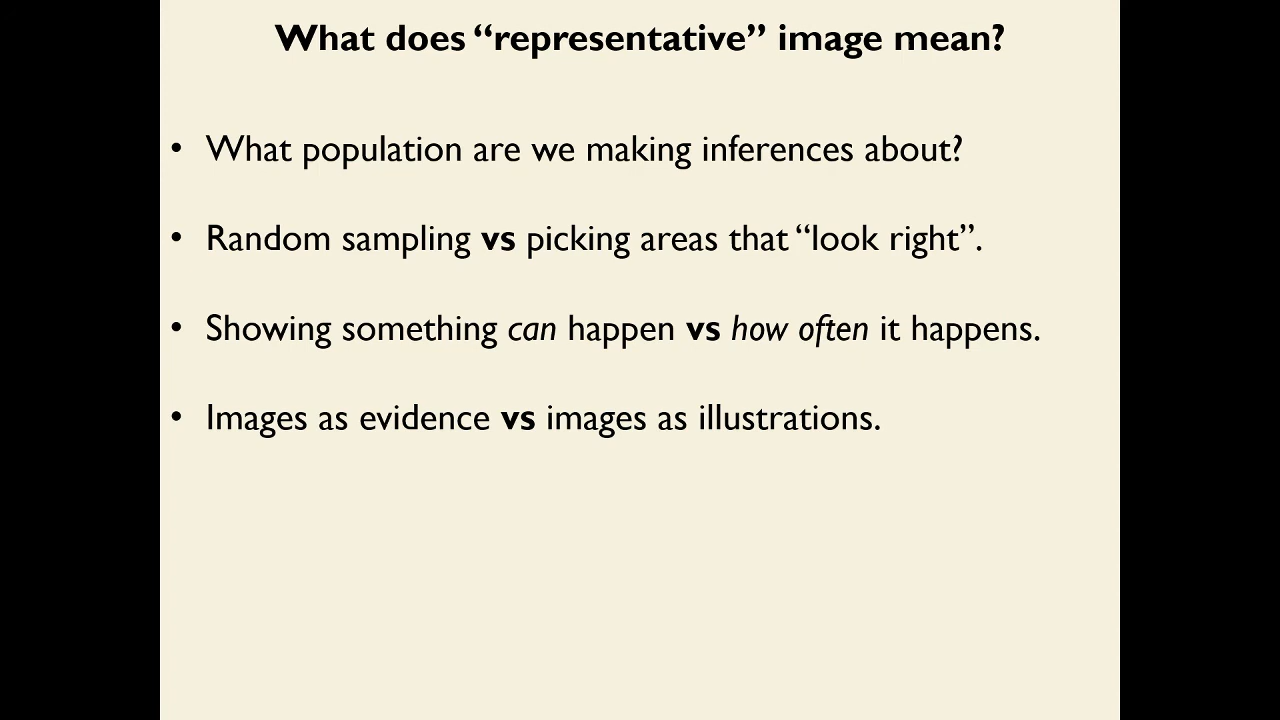 What does “representative” image mean?
• What population are we making inferences about?
• Random sampling vs picking areas that “look right”.
• Showing something can happen vs how often it happens.
• Images as evidence vs images as illustrations.